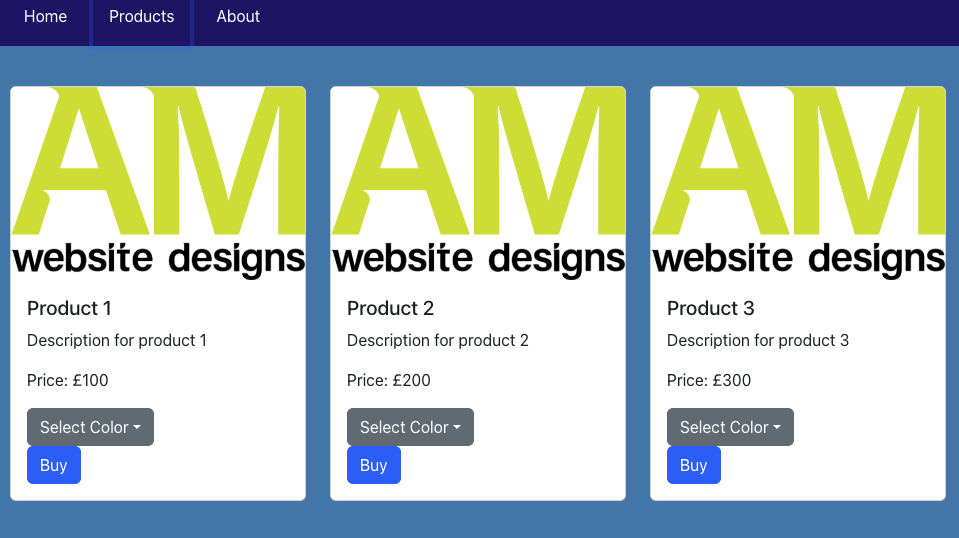 Home Products About
AM AM AM
website designs website designs website designs
Product 1 Product 2 Product 3
Description for product 1 Description for product 2 Description for product 3
Price: £100 Price: £200 Price: £300
Select Color Select Color Select Color
Buy Buy Buy